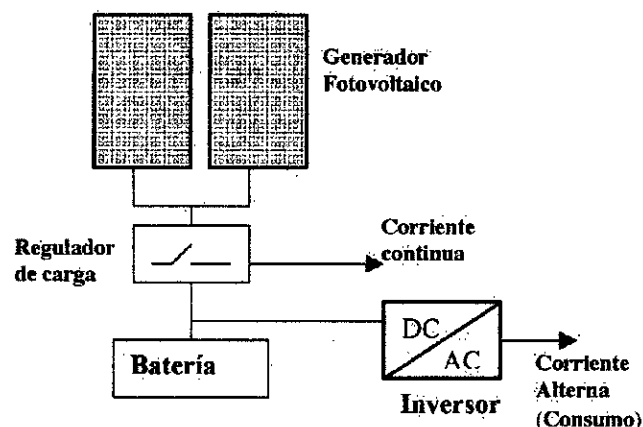 Generador
Fotovoltaico
Regulador
de carga
Corriente
continua
Batería
DC
AC
Inversor
Corriente
Alterna
(Consumo)